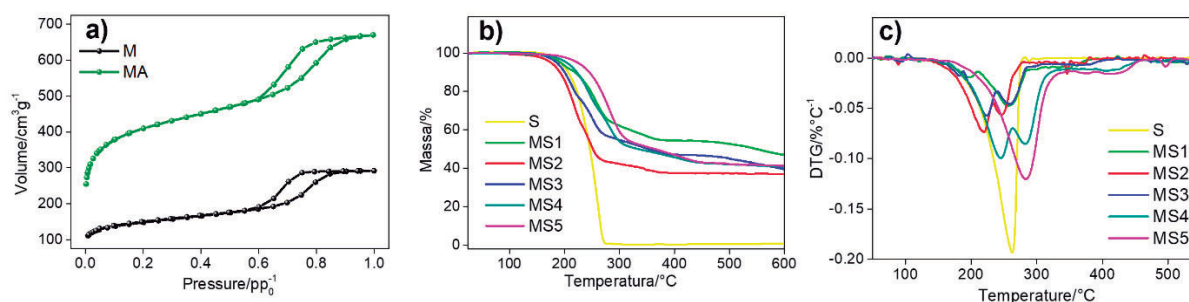 a)
M
MA
Volume/cm³g⁻¹
700
600
500
400
300
200
100
0.0
0.2
0.4
0.6
0.8
1.0
Pressure/pp₀⁻¹
b)
Massa/%
100
80
60
40
20
0
S
MS1
MS2
MS3
MS4
MS5
100
200
300
400
500
600
Temperatura/°C
c)
DTG/%°C⁻¹
0.00
-0.05
-0.10
-0.15
-0.20
S
MS1
MS2
MS3
MS4
MS5
100
200
300
400
500
Temperature/°C